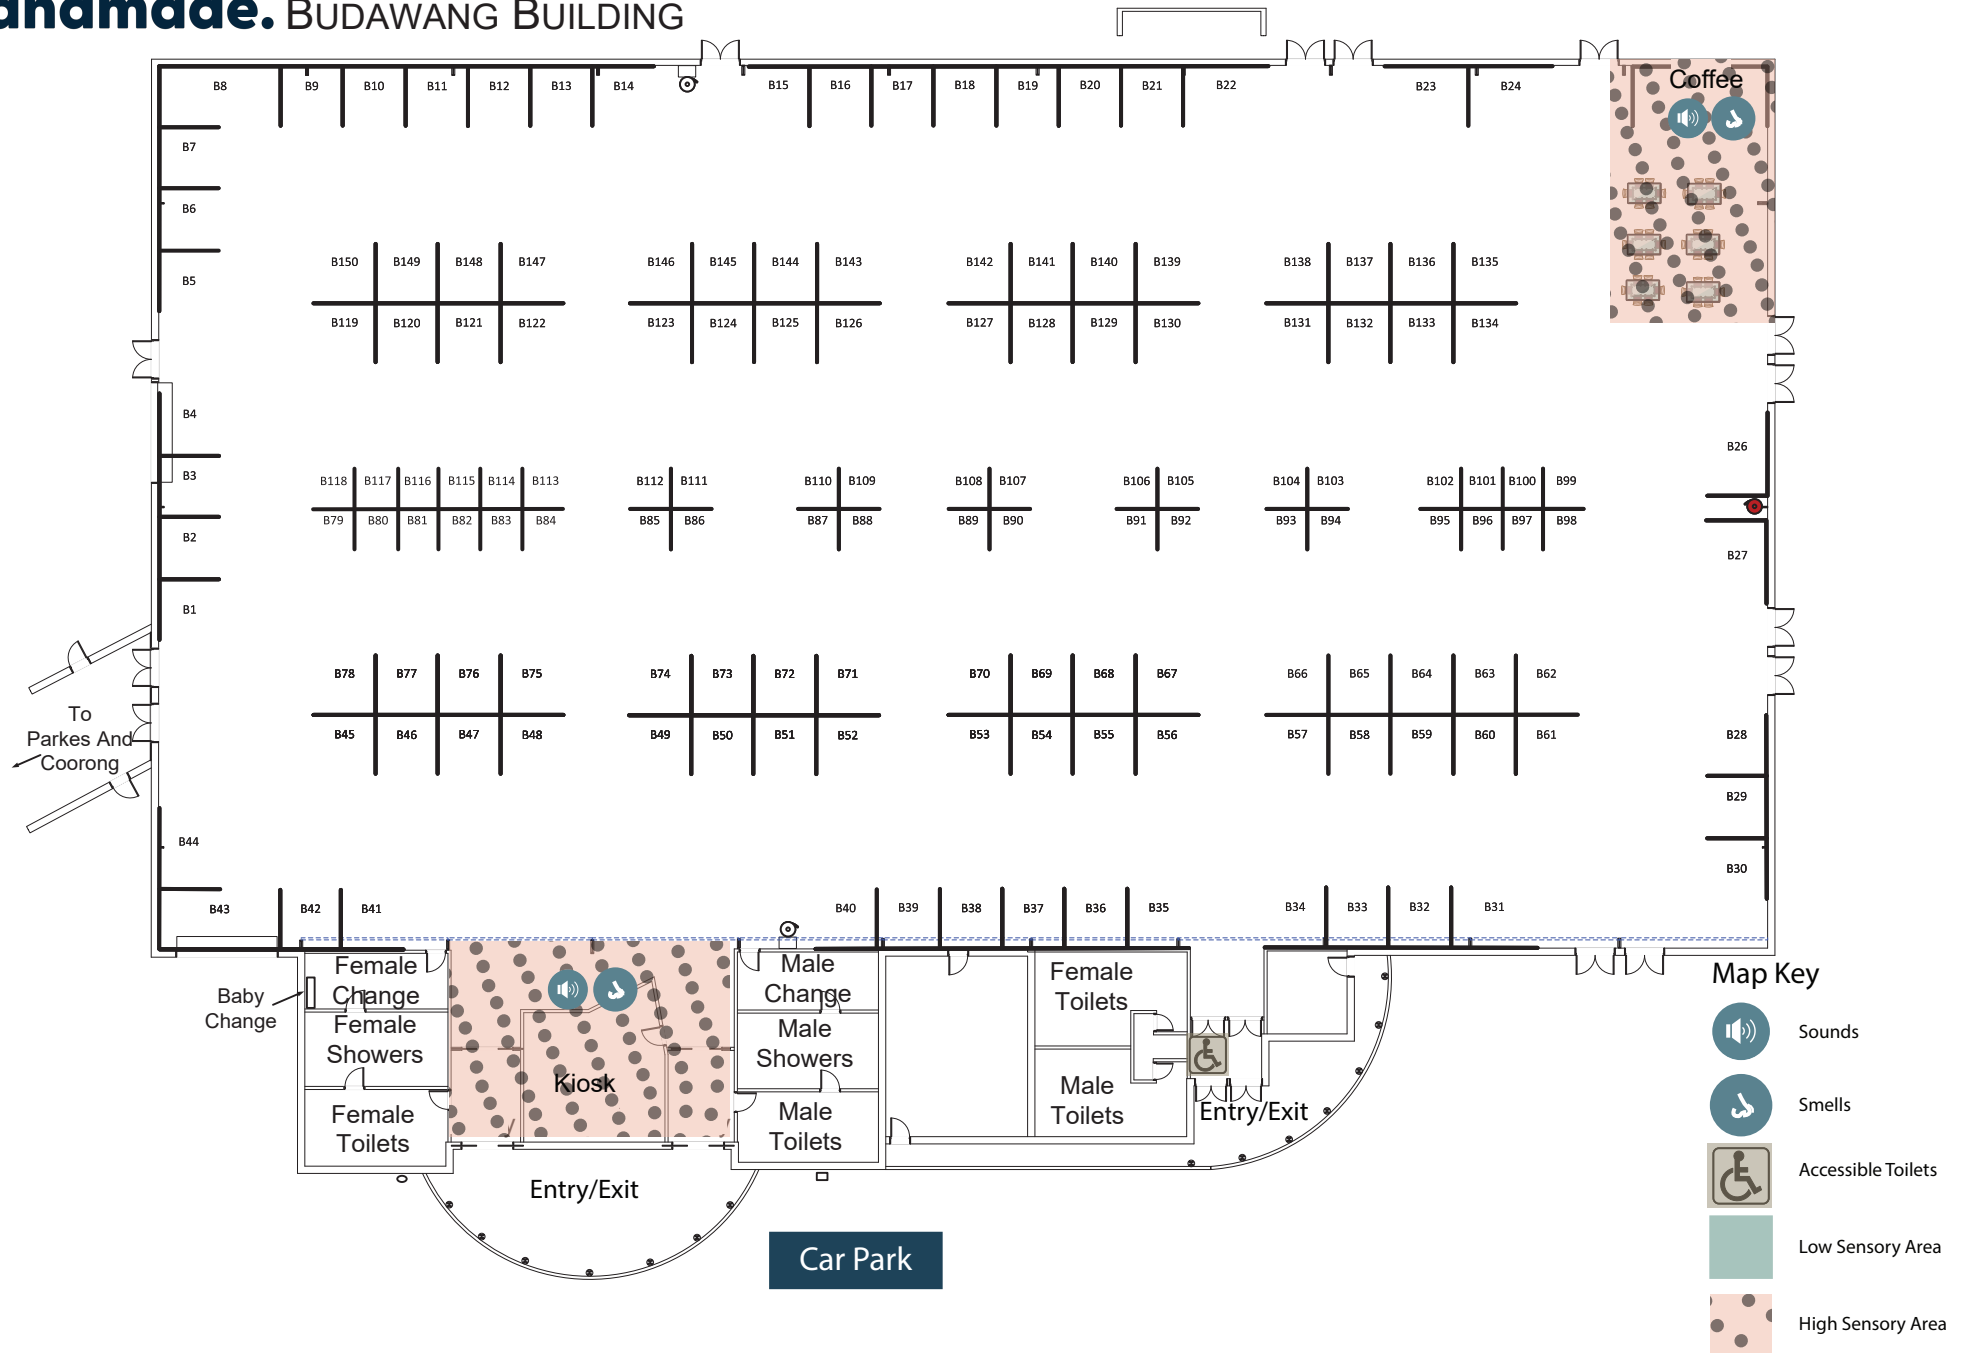 andmade. BUDAWANG BUILDING
B8 B9 B10 B11 B12 B13 B14 B15 B16 B17 B18 B19 B20 B21 B22 B23 B24
Coffee
B7
B6
B5
B150 B149 B148 B147 B146 B145 B144 B143 B142 B141 B140 B139 B138 B137 B136 B135
B119 B120 B121 B122 B123 B124 B125 B126 B127 B128 B129 B130 B131 B132 B133 B134
B4
B26
B3
B118 B117 B116 B115 B114 B113 B112 B111 B110 B109 B108 B107 B106 B105 B104 B103 B102 B101 B100 B99
B79 B80 B81 B82 B83 B84 B85 B86 B87 B88 B89 B90 B91 B92 B93 B94 B95 B96 B97 B98
B2
B27
B1
B78 B77 B76 B75 B74 B73 B72 B71 B70 B69 B68 B67 B66 B65 B64 B63 B62
B45 B46 B47 B48 B49 B50 B51 B52 B53 B54 B55 B56 B57 B58 B59 B60 B61
To
Parkes And
Coorong
B28
B29
B30
B44
B43 B42 B41 B40 B39 B38 B37 B36 B35 B34 B33 B32 B31
Baby
Change
Female
Change
Female
Showers
Female
Toilets
Kiosk
Male
Change
Male
Showers
Male
Toilets
Female
Toilets
Male
Toilets
Entry/Exit
Entry/Exit
Car Park
Map Key
Sounds
Smells
Accessible Toilets
Low Sensory Area
High Sensory Area